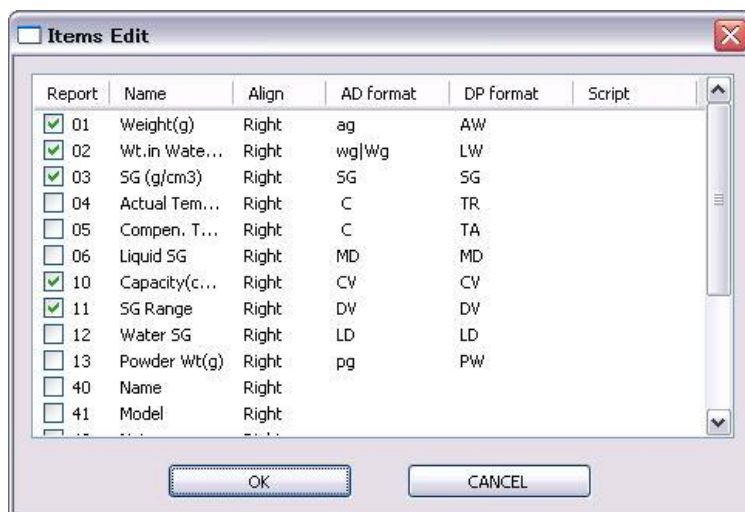 Items Edit
Report Name Align AD format DP format Script
01 Weight(g) Right ag AW
02 Wt.in Wate... Right wg|Wg LW
03 SG (g/cm3) Right SG SG
04 Actual Tem... Right C TR
05 Compen. T... Right C TA
06 Liquid SG Right MD MD
10 Capacity(c... Right CV CV
11 SG Range Right DV DV
12 Water SG Right LD LD
13 Powder Wt(g) Right pg PW
40 Name Right
41 Model Right
OK CANCEL